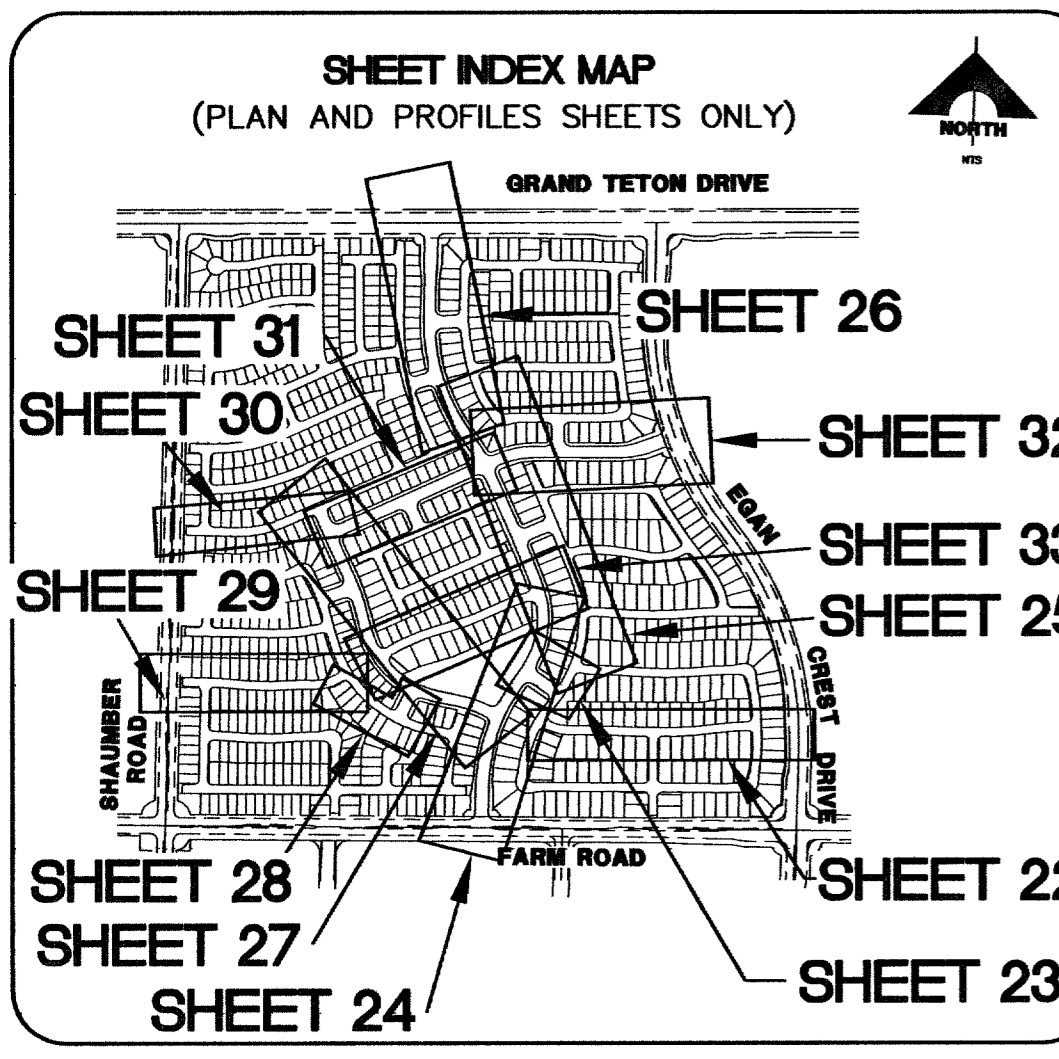 SHEET INDEX MAP
(PLAN AND PROFILES SHEETS ONLY)
NORTH
NTS
GRAND TETON DRIVE
SHEET 26
SHEET 31
SHEET 30
SHEET 32
EGAN
SHEET 33
SHEET 29
SHEET 25
CREST
DRIVE
SHAUMBER
ROAD
FARM ROAD
SHEET 28
SHEET 22
SHEET 27
SHEET 23
SHEET 24